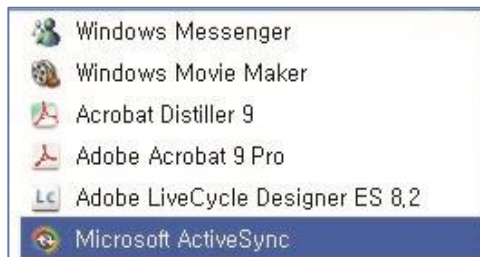 Windows Messenger
Windows Movie Maker
Acrobat Distiller 9
Adobe Acrobat 9 Pro
LC Adobe LiveCycle Designer ES 8,2
Microsoft ActiveSync